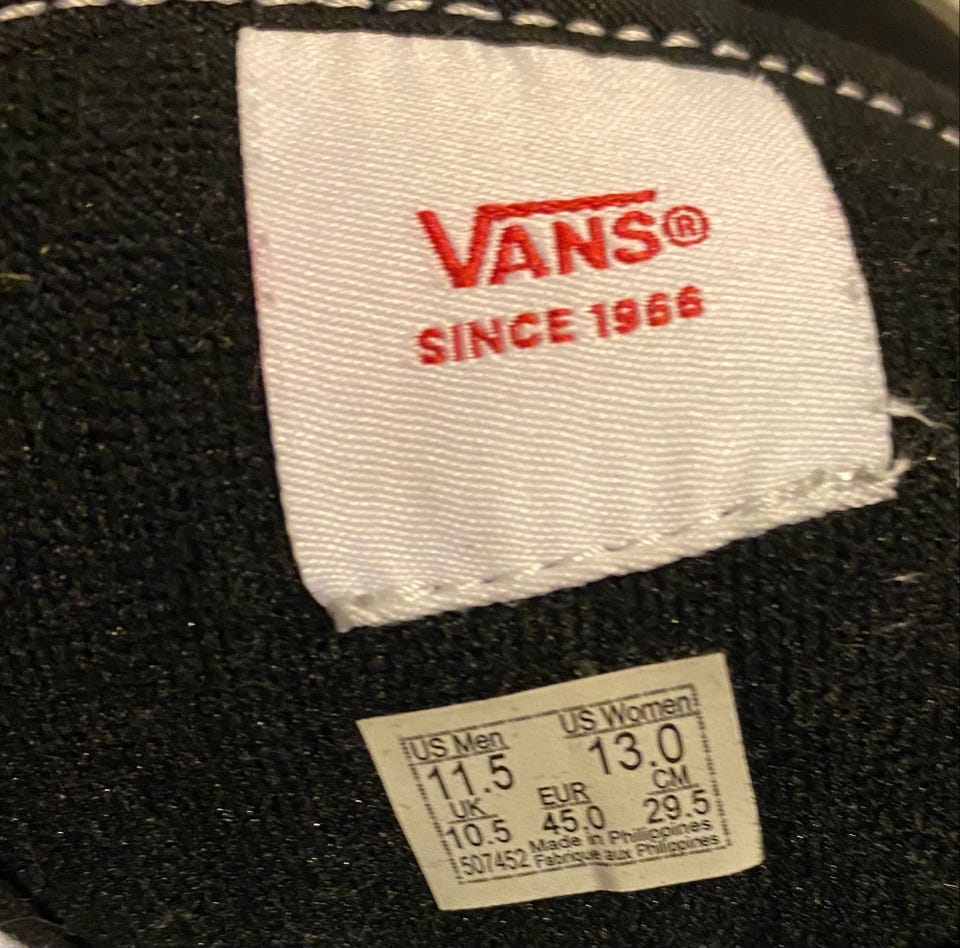 VANS®
SINCE 1966
US Men US Women
11.5 13.0
UK EUR CM
10.5 45.0 29.5
507452 Made in Philippines
Fabrique aux Philippines